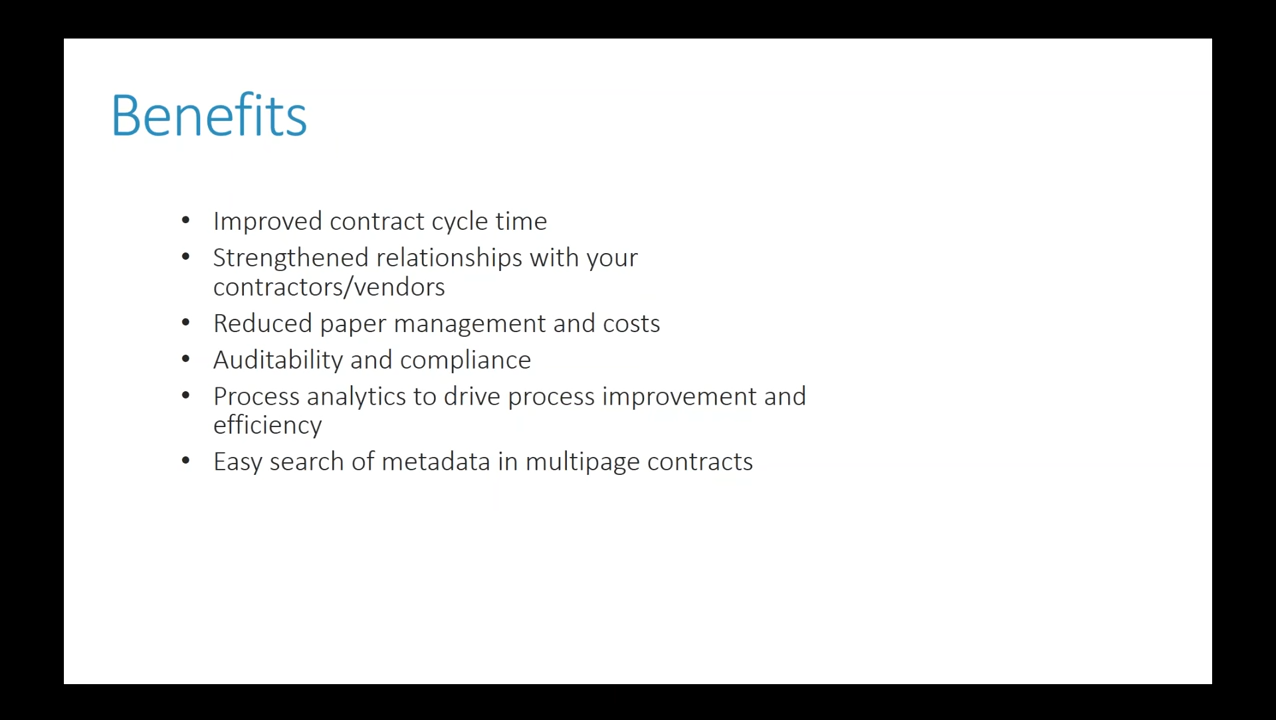 Benefits
• Improved contract cycle time
• Strengthened relationships with your
contractors/vendors
• Reduced paper management and costs
• Auditability and compliance
• Process analytics to drive process improvement and
efficiency
• Easy search of metadata in multipage contracts